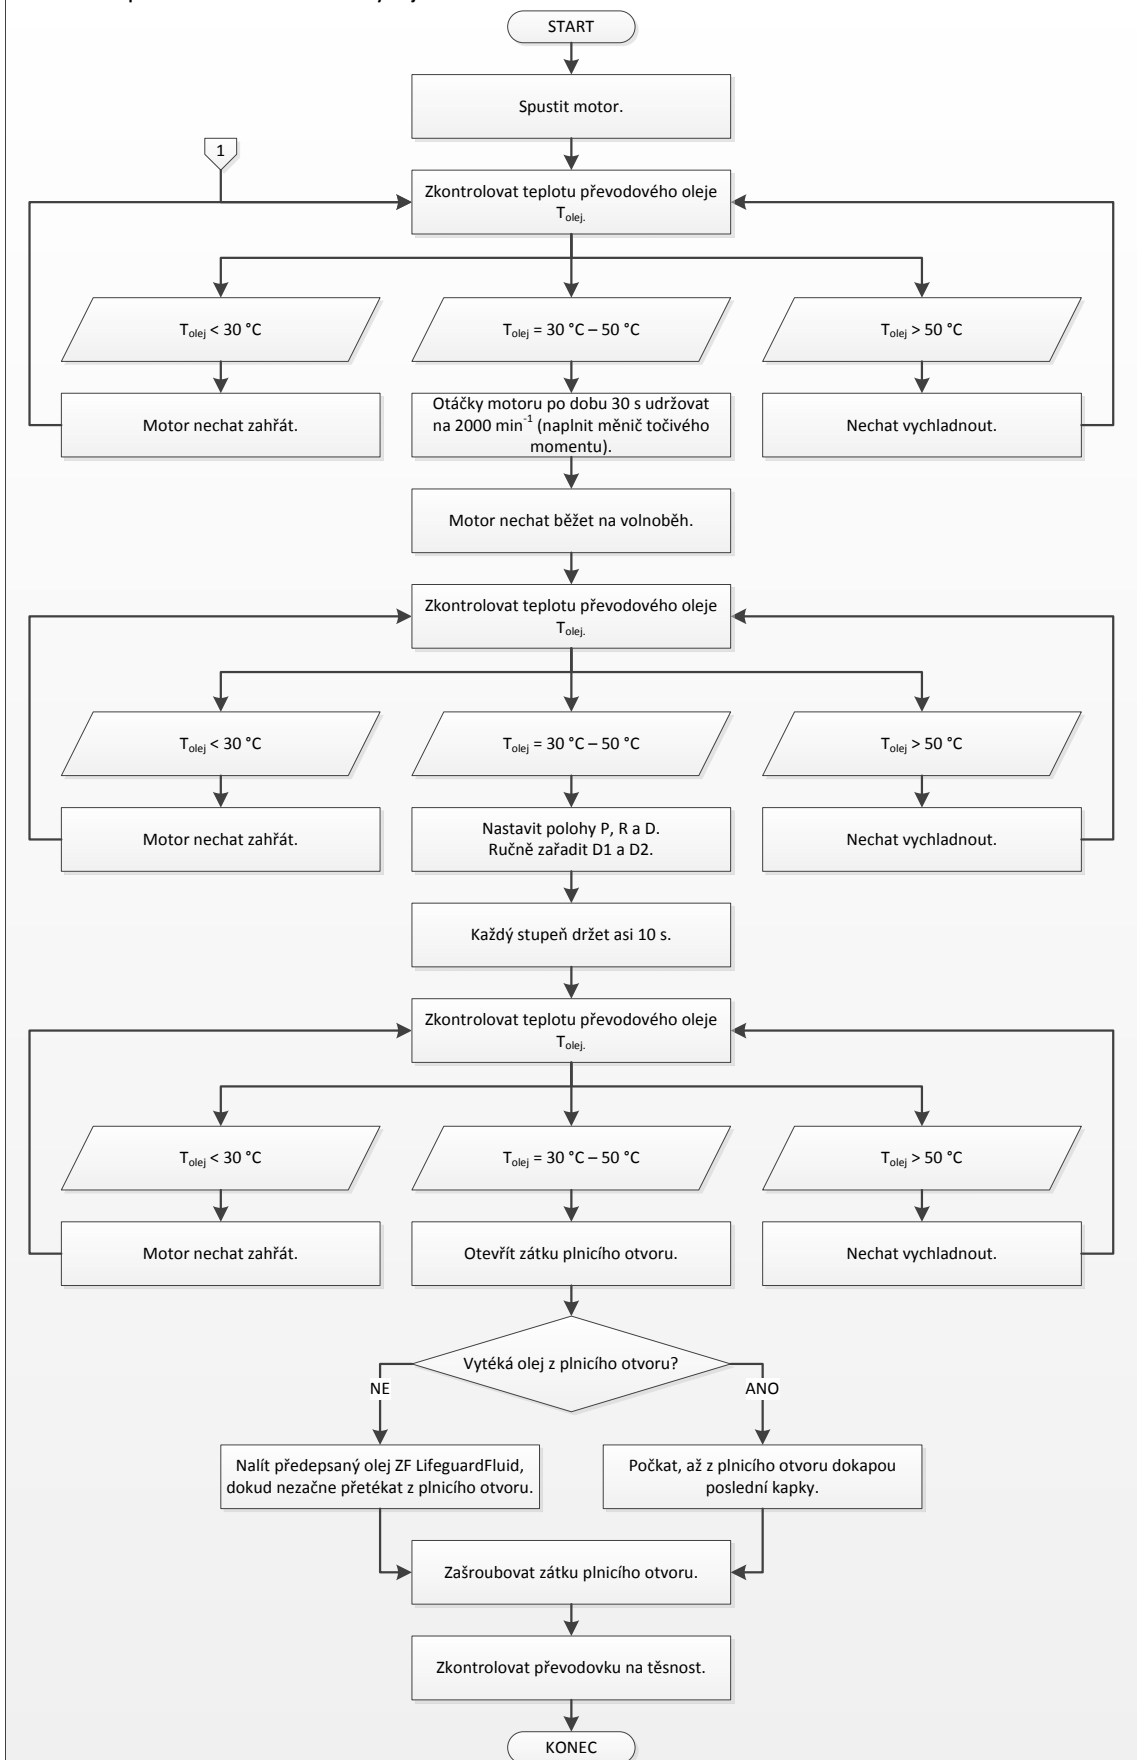 START
Spustit motor.
1
Zkontrolovat teplotu převodového oleje
Tolej.
Tolej < 30 °C
Tolej = 30 °C – 50 °C
Tolej > 50 °C
Motor nechat zahřát.
Otáčky motoru po dobu 30 s udržovat
na 2000 min-1 (naplnit měnič točivého
momentu).
Nechat vychladnout.
Motor nechat běžet na volnoběh.
Zkontrolovat teplotu převodového oleje
Tolej.
Tolej < 30 °C
Tolej = 30 °C – 50 °C
Tolej > 50 °C
Motor nechat zahřát.
Nastavit polohy P, R a D.
Ručně zařadit D1 a D2.
Nechat vychladnout.
Každý stupeň držet asi 10 s.
Zkontrolovat teplotu převodového oleje
Tolej.
Tolej < 30 °C
Tolej = 30 °C – 50 °C
Tolej > 50 °C
Motor nechat zahřát.
Otevřít zátku plnicího otvoru.
Nechat vychladnout.
Vytéká olej z plnicího otvoru?
NE
ANO
Nalít předepsaný olej ZF LifeguardFluid,
dokud nezačne přetékat z plnicího otvoru.
Počkat, až z plnicího otvoru dokapou
poslední kapky.
Zašroubovat zátku plnicího otvoru.
Zkontrolovat převodovku na těsnost.
KONEC